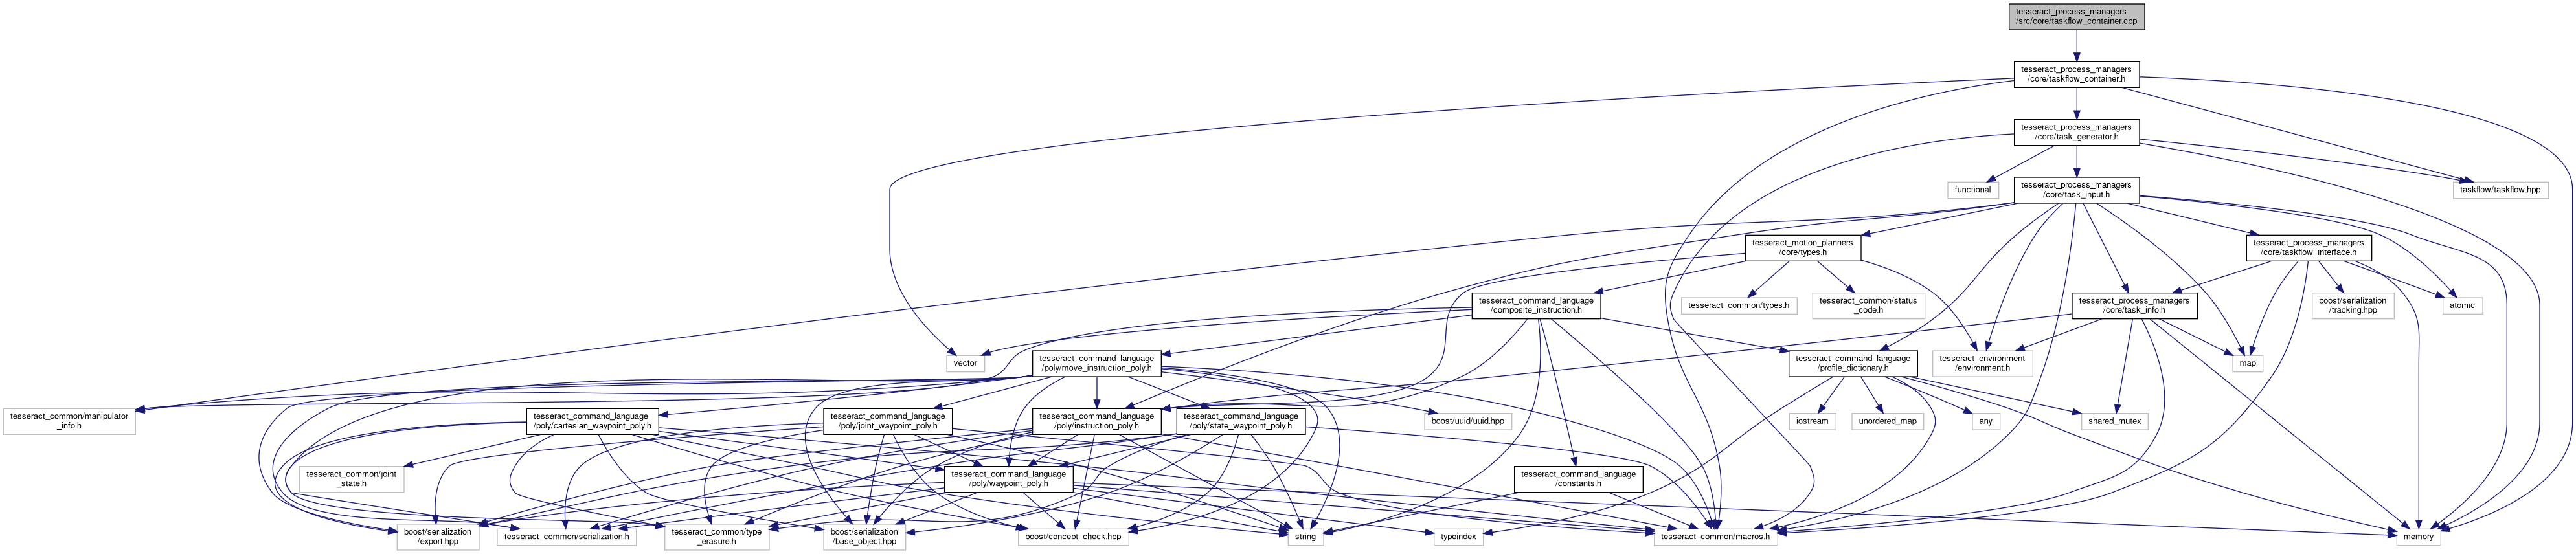 tesseract_process_managers
/src/core/taskflow_container.cpp
tesseract_process_managers
/core/taskflow_container.h
tesseract_process_managers
/core/task_generator.h
functional
tesseract_process_managers
/core/task_input.h
taskflow/taskflow.hpp
tesseract_motion_planners
/core/types.h
tesseract_process_managers
/core/taskflow_interface.h
tesseract_command_language
/composite_instruction.h
tesseract_common/types.h
tesseract_common/status
_code.h
tesseract_process_managers
/core/task_info.h
boost/serialization
/tracking.hpp
atomic
vector
tesseract_command_language
/poly/move_instruction_poly.h
tesseract_command_language
/profile_dictionary.h
tesseract_environment
/environment.h
map
tesseract_common/manipulator
_info.h
tesseract_command_language
/poly/cartesian_waypoint_poly.h
tesseract_command_language
/poly/joint_waypoint_poly.h
tesseract_command_language
/poly/instruction_poly.h
tesseract_command_language
/poly/state_waypoint_poly.h
boost/uuid/uuid.hpp
iostream
unordered_map
any
shared_mutex
tesseract_common/joint
_state.h
tesseract_command_language
/poly/waypoint_poly.h
tesseract_command_language
/constants.h
boost/serialization
/export.hpp
tesseract_common/serialization.h
tesseract_common/type
_erasure.h
boost/serialization
/base_object.hpp
boost/concept_check.hpp
string
typeindex
tesseract_common/macros.h
memory